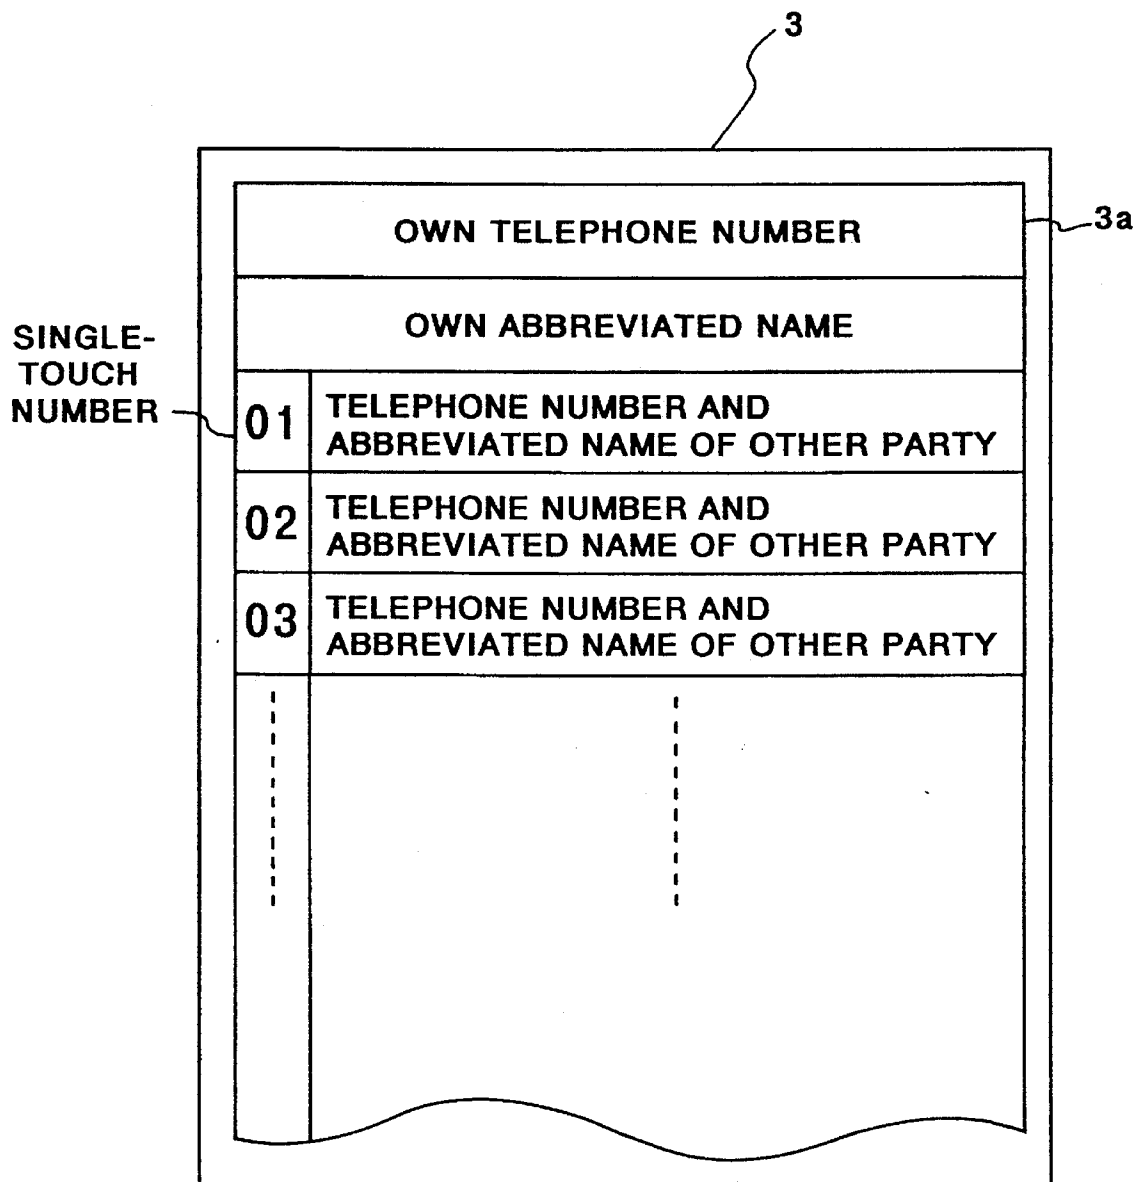 3
3a
OWN TELEPHONE NUMBER
OWN ABBREVIATED NAME
SINGLE-
TOUCH
NUMBER
01 TELEPHONE NUMBER AND
ABBREVIATED NAME OF OTHER PARTY
02 TELEPHONE NUMBER AND
ABBREVIATED NAME OF OTHER PARTY
03 TELEPHONE NUMBER AND
ABBREVIATED NAME OF OTHER PARTY